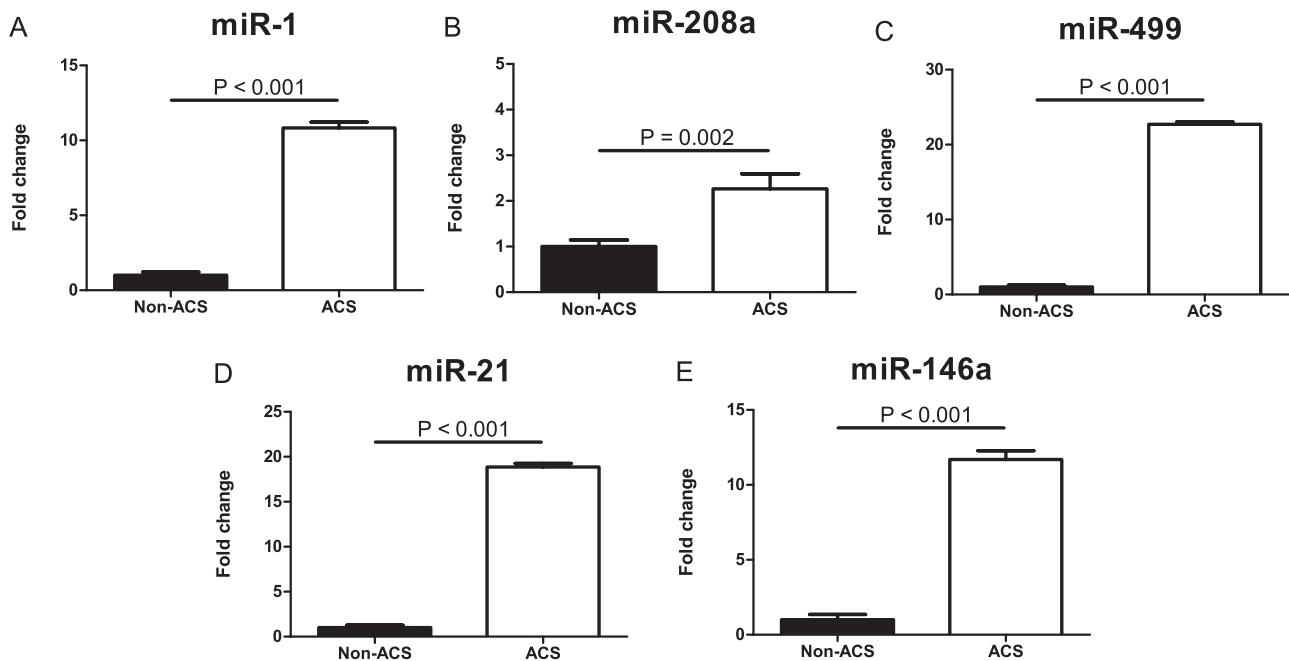 A
miR-1
15
10
5
0
Fold change
P < 0.001
Non-ACS
ACS
B
miR-208a
5
4
3
2
1
0
Fold change
P = 0.002
Non-ACS
ACS
C
miR-499
30
20
10
0
Fold change
P < 0.001
Non-ACS
ACS
D
miR-21
25
20
15
10
5
0
Fold change
P < 0.001
Non-ACS
ACS
E
miR-146a
15
10
5
0
Fold change
P < 0.001
Non-ACS
ACS